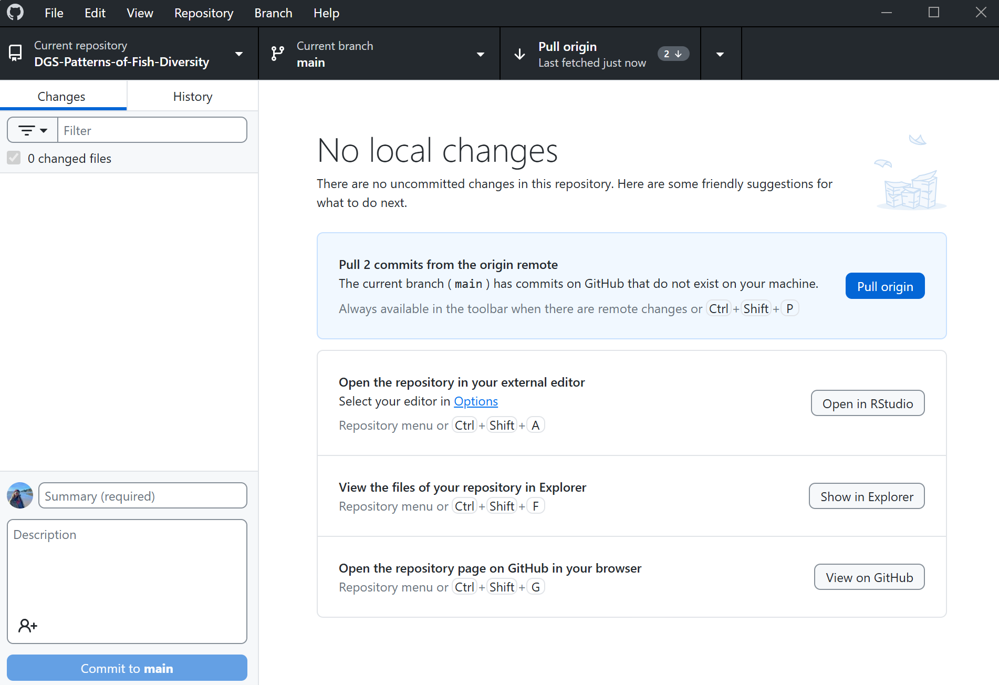 File Edit View Repository Branch Help
Current repository
DGS-Patterns-of-Fish-Diversity
Current branch
main
Pull origin
Last fetched just now
2
Changes
History
Filter
0 changed files
No local changes
There are no uncommitted changes in this repository. Here are some friendly suggestions for
what to do next.
Pull 2 commits from the origin remote
The current branch ( main ) has commits on GitHub that do not exist on your machine.
Always available in the toolbar when there are remote changes or Ctrl + Shift + P
Pull origin
Open the repository in your external editor
Select your editor in Options
Repository menu or Ctrl + Shift + A
Open in RStudio
View the files of your repository in Explorer
Repository menu or Ctrl + Shift + F
Show in Explorer
Open the repository page on GitHub in your browser
Repository menu or Ctrl + Shift + G
View on GitHub
Summary (required)
Description
Commit to main